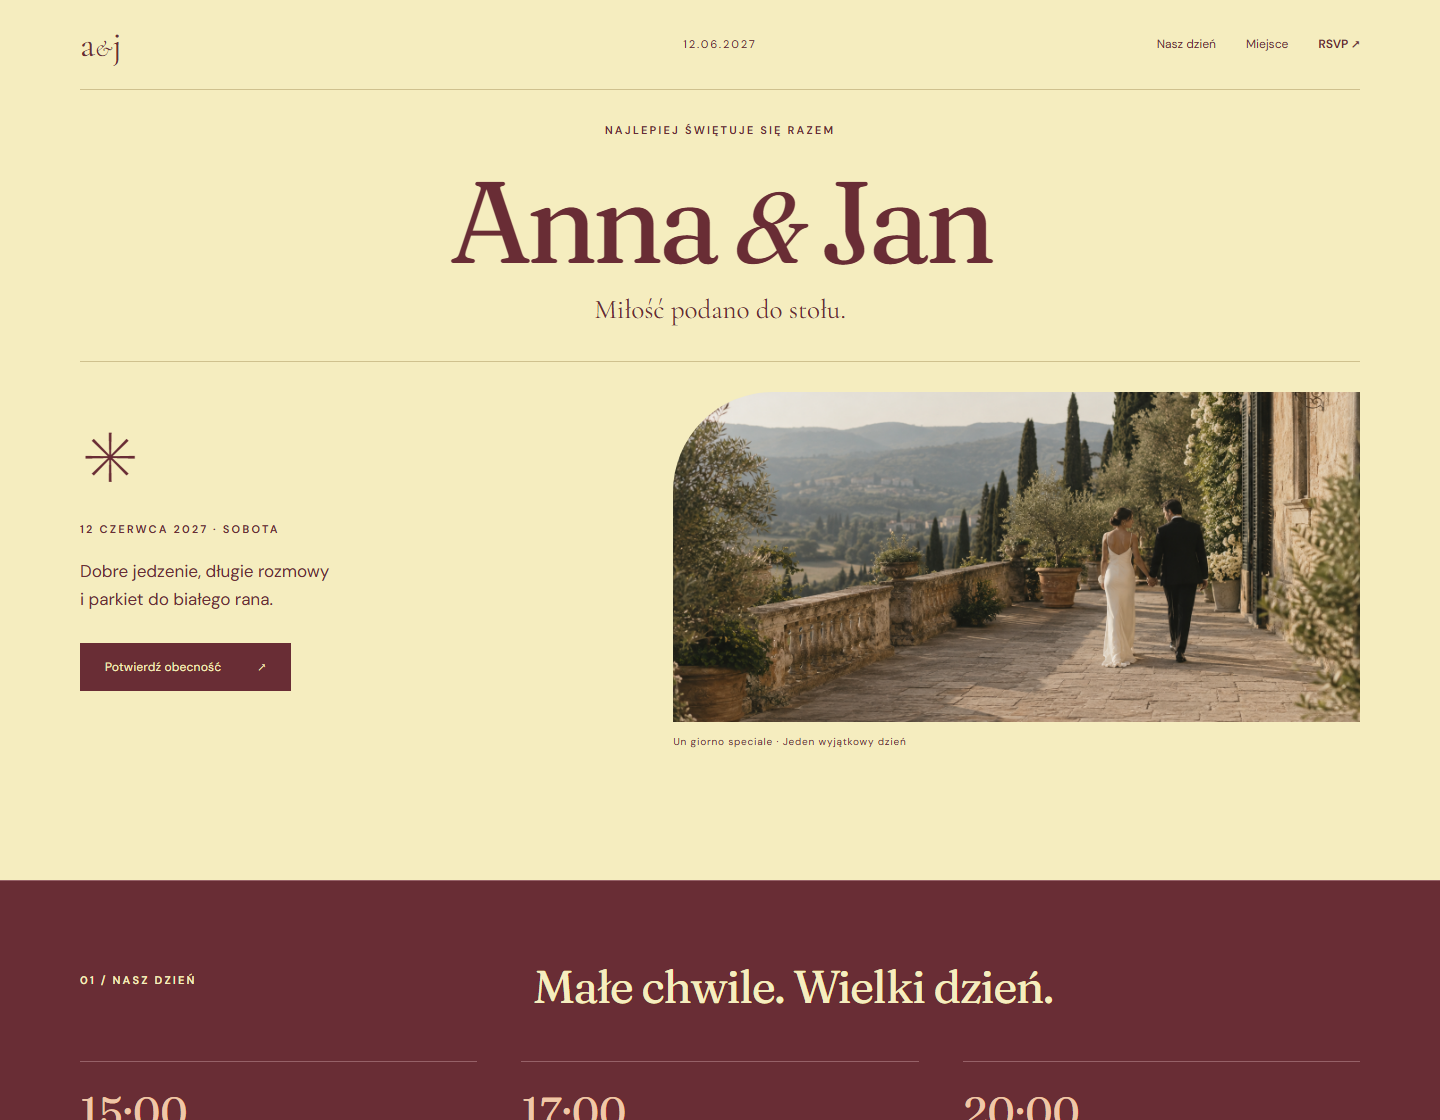 a&j
12.06.2027
Nasz dzień
Miejsce
RSVP ↗
NAJLEPIEJ ŚWIĘTUJE SIĘ RAZEM
Anna & Jan
Miłość podano do stołu.
12 CZERWCA 2027 · SOBOTA
Dobre jedzenie, długie rozmowy
i parkiet do białego rana.
Potwierdź obecność ↗
Un giorno speciale · Jeden wyjątkowy dzień
01 / NASZ DZIEŃ
Małe chwile. Wielki dzień.
15:00
17:00
20:00